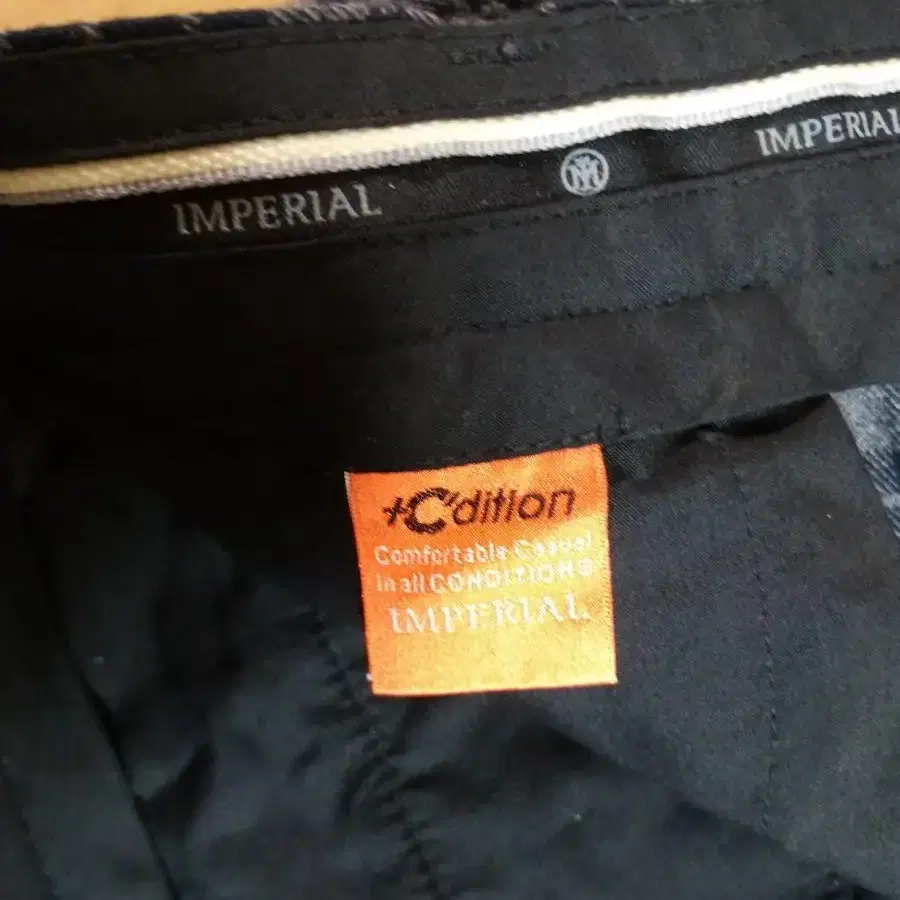 IMPERIAL
IMPERIAL
+C'dition
Comfortable Casual
in all CONDITIONS
IMPERIAL